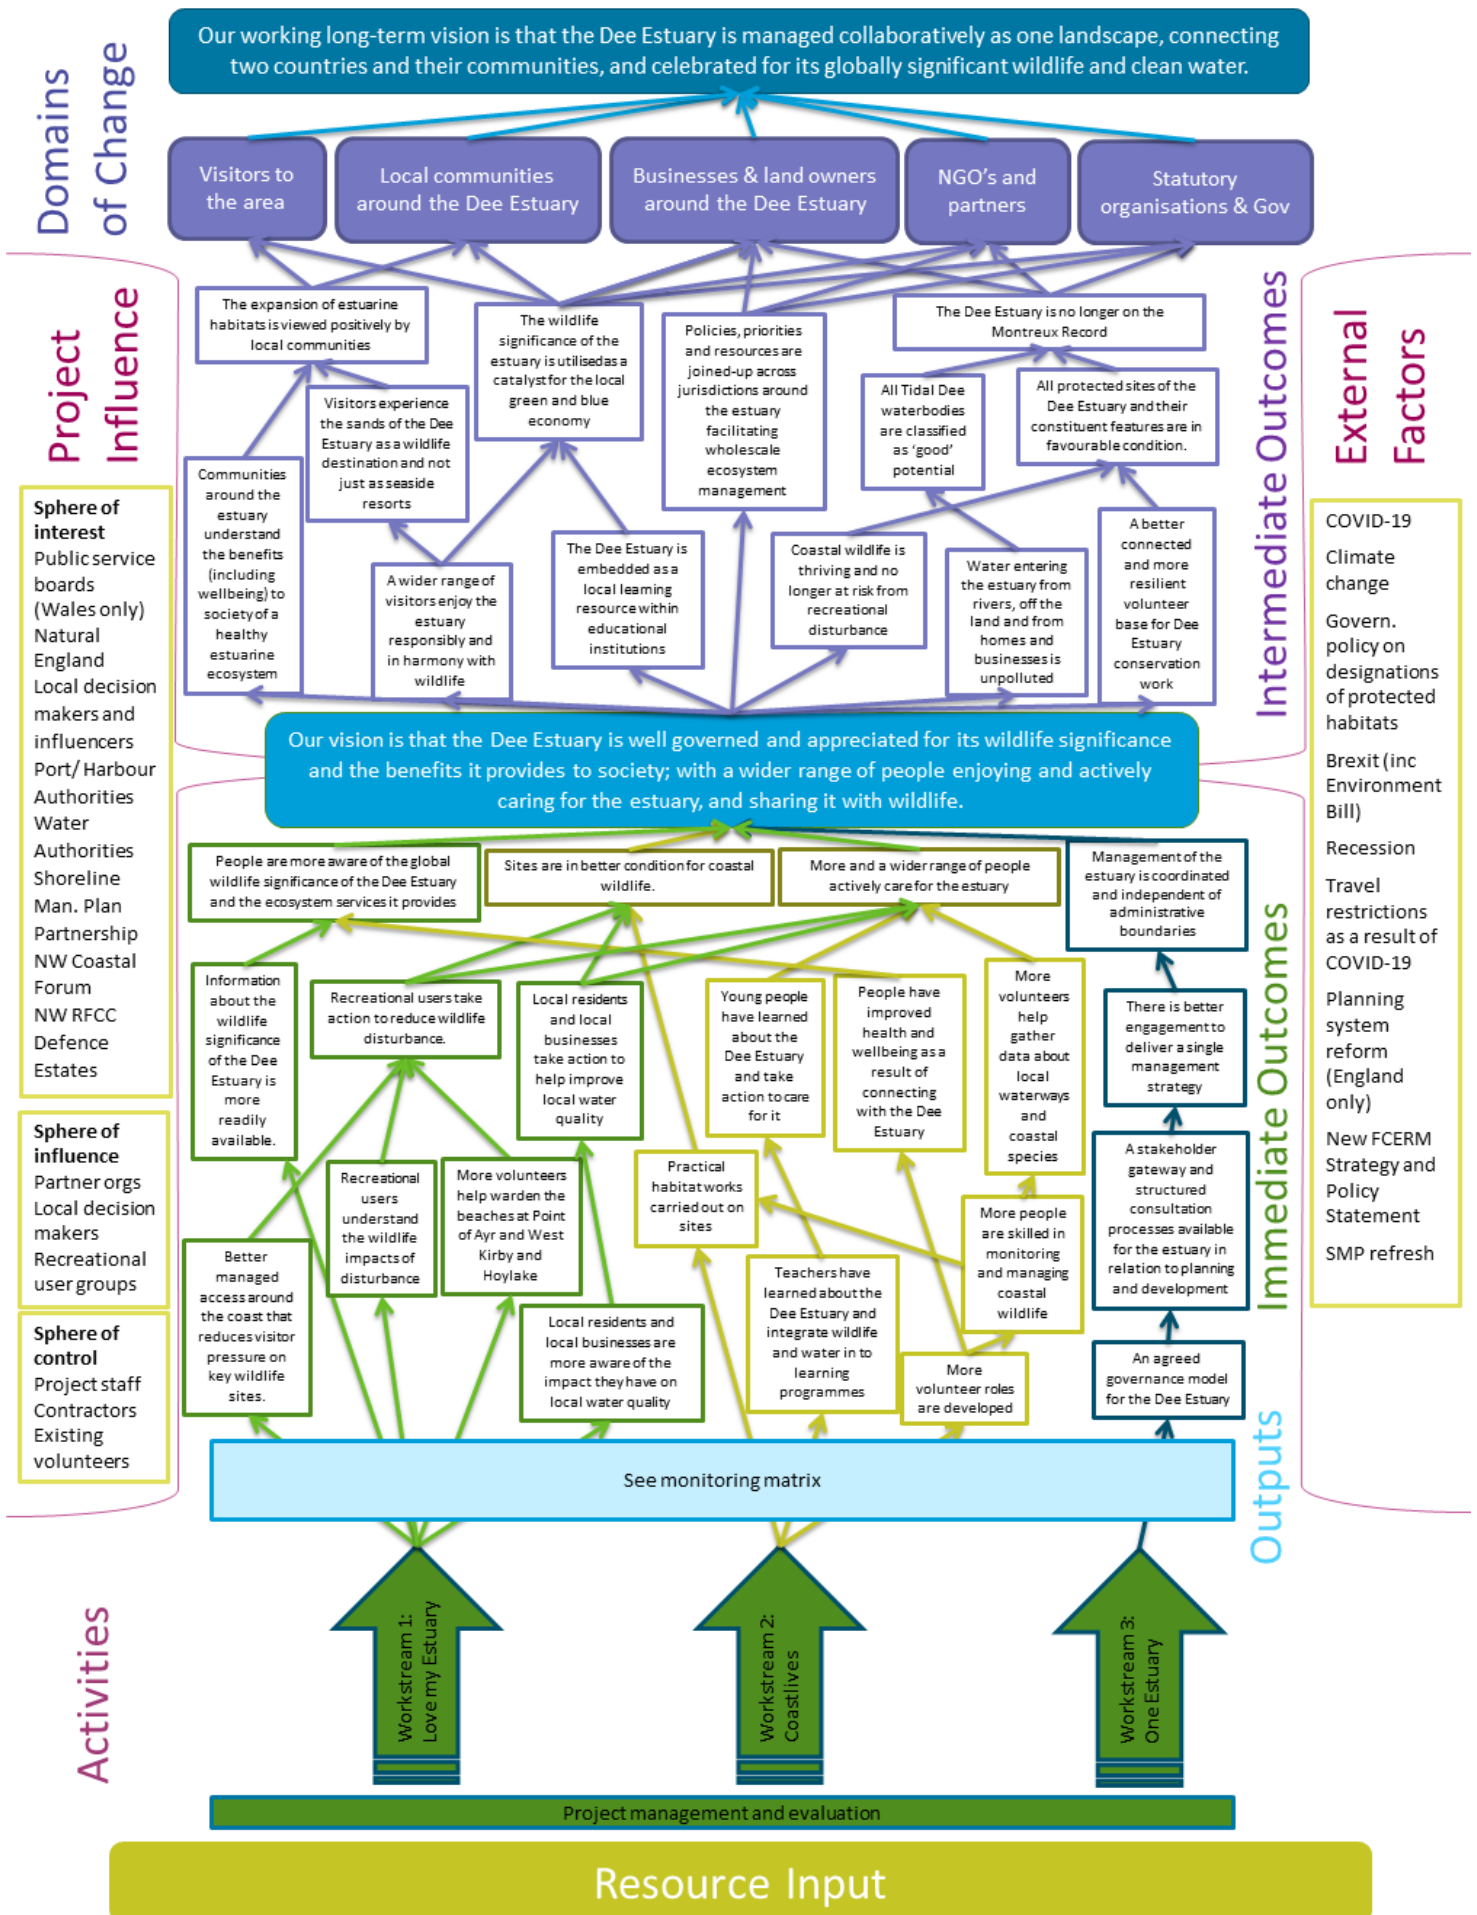 Our working long-term vision is that the Dee Estuary is managed collaboratively as one landscape, connecting
two countries and their communities, and celebrated for its globally significant wildlife and clean water.
Domains
of Change
Visitors to
the area
Local communities
around the Dee Estuary
Businesses & land owners
around the Dee Estuary
NGO's and
partners
Statutory
organisations & Gov
Project
Influence
Sphere of
interest
Public service
boards
(Wales only)
Natural
England
Local decision
makers and
influencers
Port/ Harbour
Authorities
Water
Authorities
Shoreline
Man. Plan
Partnership
NW Coastal
Forum
NW RFCC
Defence
Estates
Sphere of
influence
Partner orgs
Local decision
makers
Recreational
user groups
Sphere of
control
Project staff
Contractors
Existing
volunteers
The expansion of estuarine
habitats is viewed positively by
local communities
The wildlife
significance of the
estuary is utilised as a
catalyst for the local
green and blue
economy
Policies, priorities
and resources are
joined-up across
jurisdictions around
the estuary
facilitating
wholescale
ecosystem
management
The Dee Estuary is no longer on the
Montreux Record
Visitors experience
the sands of the Dee
Estuary as a wildlife
destination and not
just as seaside
resorts
All Tidal Dee
waterbodies
are classified
as 'good'
potential
All protected sites of the
Dee Estuary and their
constituent features are in
favourable condition.
Communities
around the
estuary
understand
the benefits
(including
wellbeing) to
society of a
healthy
estuarine
ecosystem
A wider range of
visitors enjoy the
estuary
responsibly and
in harmony with
wildlife
The Dee Estuary is
embedded as a
local learning
resource within
educational
institutions
Coastal wildlife is
thriving and no
longer at risk from
recreational
disturbance
Water entering
the estuary from
rivers, off the
land and from
homes and
businesses is
unpolluted
A better
connected
and more
resilient
volunteer
base for Dee
Estuary
conservation
work
Intermediate Outcomes
External
Factors
COVID-19
Climate
change
Govern.
policy on
designations
of protected
habitats
Brexit (inc
Environment
Bill)
Recession
Travel
restrictions
as a result of
COVID-19
Planning
system
reform
(England
only)
New FCERM
Strategy and
Policy
Statement
SMP refresh
Our vision is that the Dee Estuary is well governed and appreciated for its wildlife significance
and the benefits it provides to society; with a wider range of people enjoying and actively
caring for the estuary, and sharing it with wildlife.
People are more aware of the global
wildlife significance of the Dee Estuary
and the ecosystem services it provides
Sites are in better condition for coastal
wildlife.
More and a wider range of people
actively care for the estuary
Management of the
estuary is coordinated
and independent of
administrative
boundaries
Information
about the
wildlife
significance
of the Dee
Estuary is
more
readily
available.
Recreational users take
action to reduce wildlife
disturbance.
Local residents
and local
businesses
take action to
help improve
local water
quality
Young people
have learned
about the
Dee Estuary
and take
action to care
for it
People have
improved
health and
wellbeing as a
result of
connecting
with the Dee
Estuary
More
volunteers
help
gather
data about
local
waterways
and
coastal
species
There is better
engagement to
deliver a single
management
strategy
Better
managed
access around
the coast that
reduces visitor
pressure on
key wildlife
sites.
Recreational
users
understand
the wildlife
impacts of
disturbance
More volunteers
help warden the
beaches at Point
of Ayr and West
Kirby and
Hoylake
Practical
habitat works
carried out on
sites
More people
are skilled in
monitoring
and managing
coastal
wildlife
A stakeholder
gateway and
structured
consultation
processes available
for the estuary in
relation to planning
and development
Local residents and
local businesses are
more aware of the
impact they have on
local water quality
Teachers have
learned about the
Dee Estuary and
integrate wildlife
and water in to
learning
programmes
More
volunteer roles
are developed
An agreed
governance model
for the Dee Estuary
Immediate Outcomes
See monitoring matrix
Outputs
Activities
Workstream 1:
Love my Estuary
Workstream 2:
Coastlives
Workstream 3:
One Estuary
Project management and evaluation
Resource Input